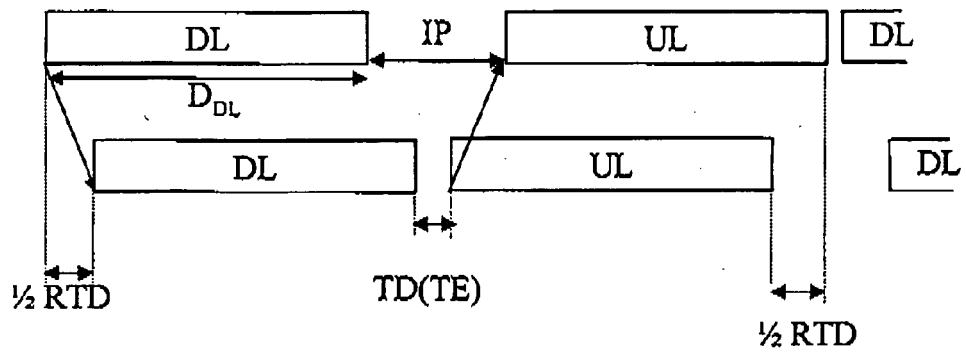 DL IP UL DL
D_DL
DL UL DL
½ RTD TD(TE) ½ RTD